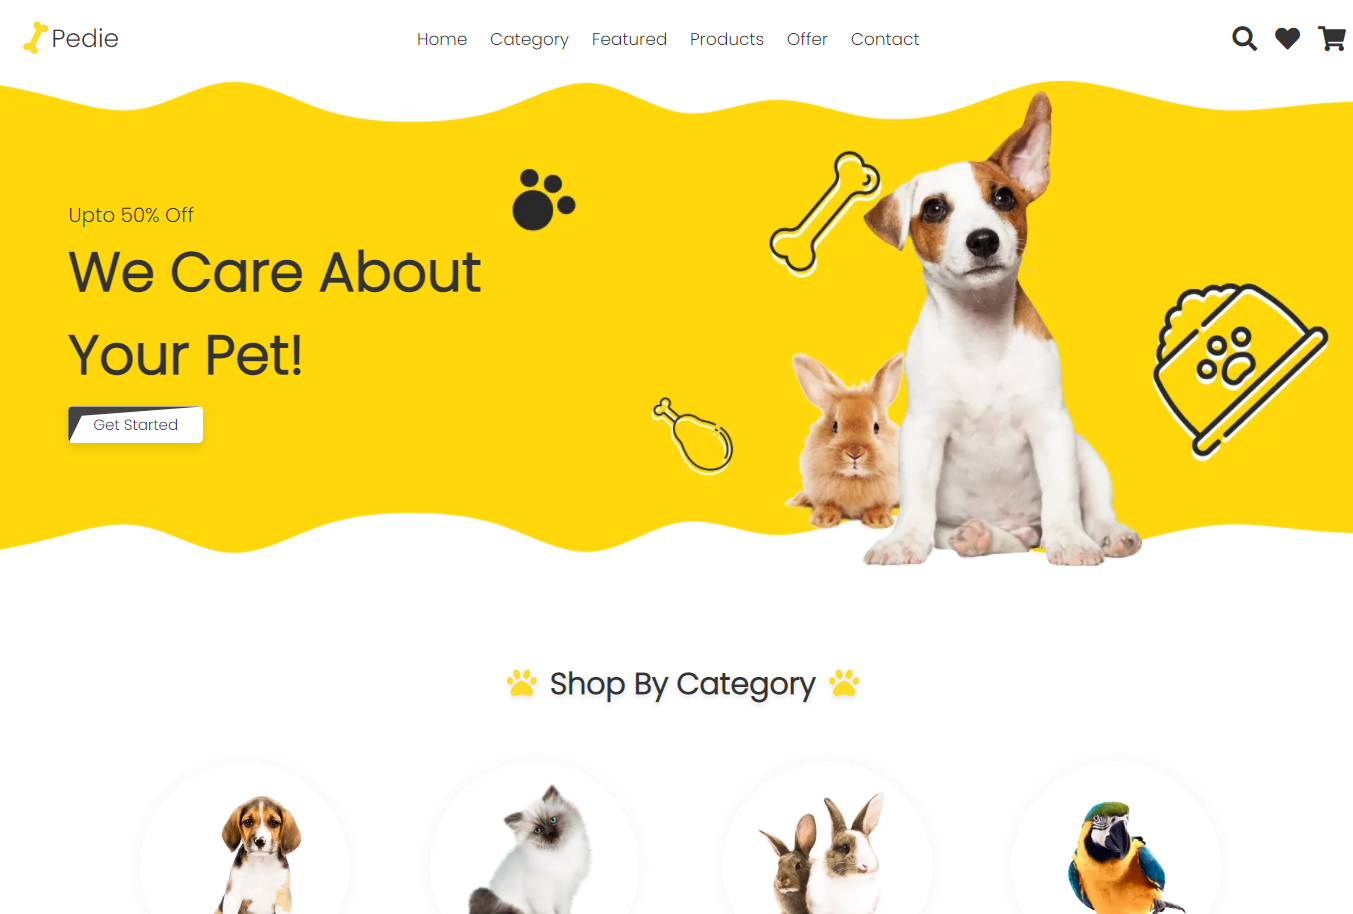 Pedie
Home Category Featured Products Offer Contact
Upto 50% Off
We Care About
Your Pet!
Get Started
Shop By Category